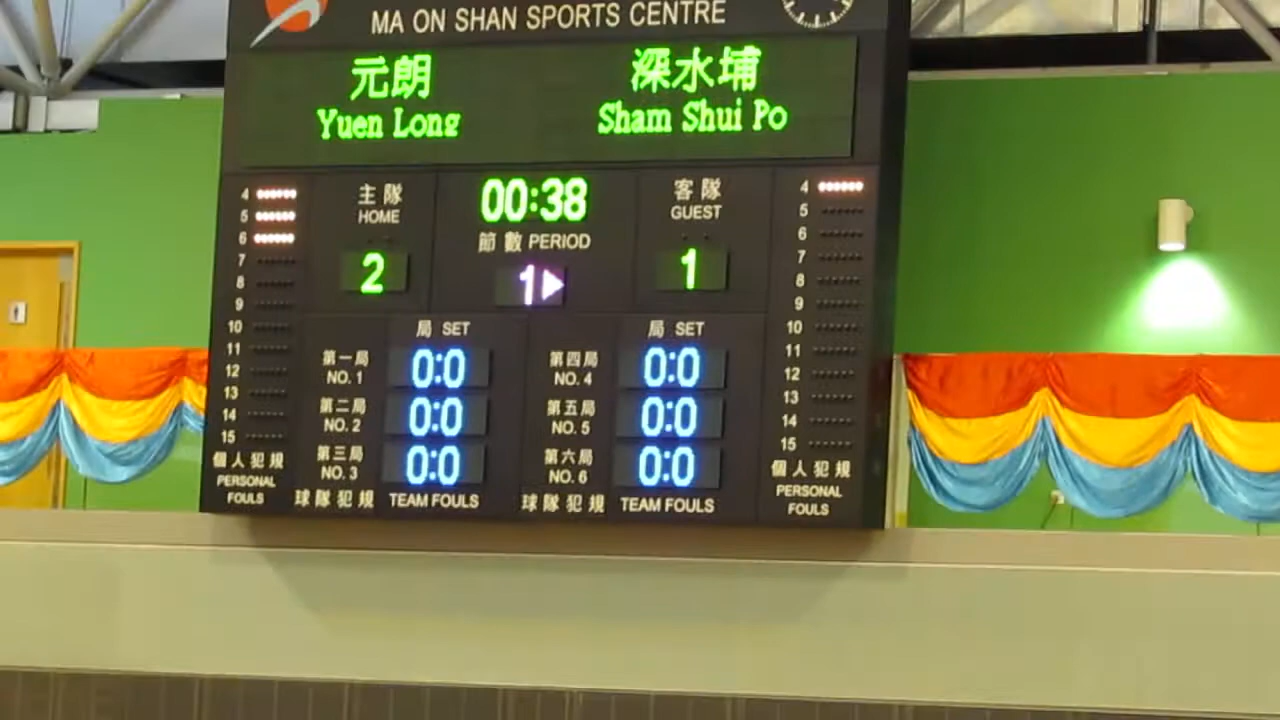 MA ON SHAN SPORTS CENTRE
元朗 深水埔
Yuen Long Sham Shui Po
主隊 00:38 客隊
HOME GUEST
節數 PERIOD
2 1 1
局 SET 局 SET
第一局 0:0 第四局 0:0
NO. 1 NO. 4
第二局 0:0 第五局 0:0
NO. 2 NO. 5
第三局 0:0 第六局 0:0
NO. 3 NO. 6
球隊犯規 TEAM FOULS 球隊犯規 TEAM FOULS
4 4
5 5
6 6
7 7
8 8
9 9
10 10
11 11
12 12
13 13
14 14
15 15
個人犯規 個人犯規
PERSONAL PERSONAL
FOULS FOULS